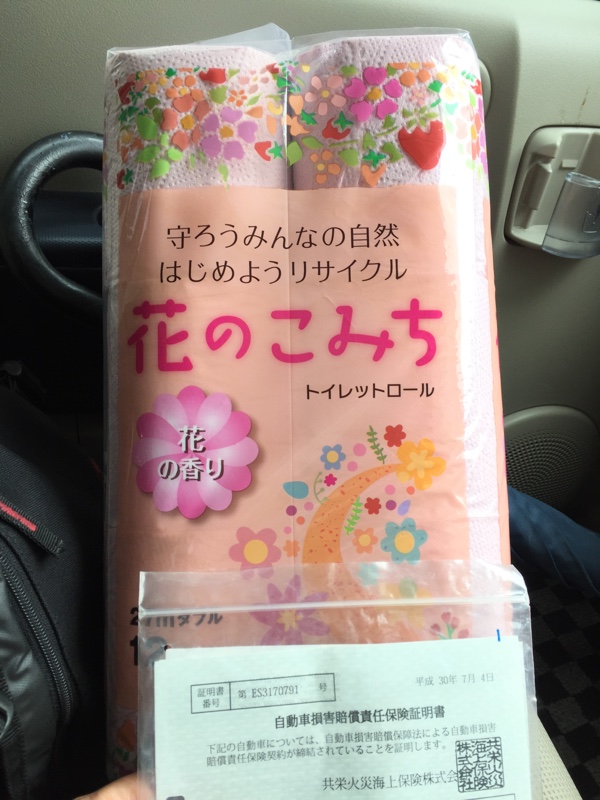 守ろうみんなの自然
はじめようリサイクル
花のこみち
トイレットロール
花
の香り
ダブル
証明書
番号
第 ES3170791 号
平成 30年 7月 4日
自動車損害賠償責任保険証明書
下記の自動車については、自動車損害賠償保障法による自動車損害
賠償責任保険契約が締結されていることを証明します。
共栄火災海上保険株式会